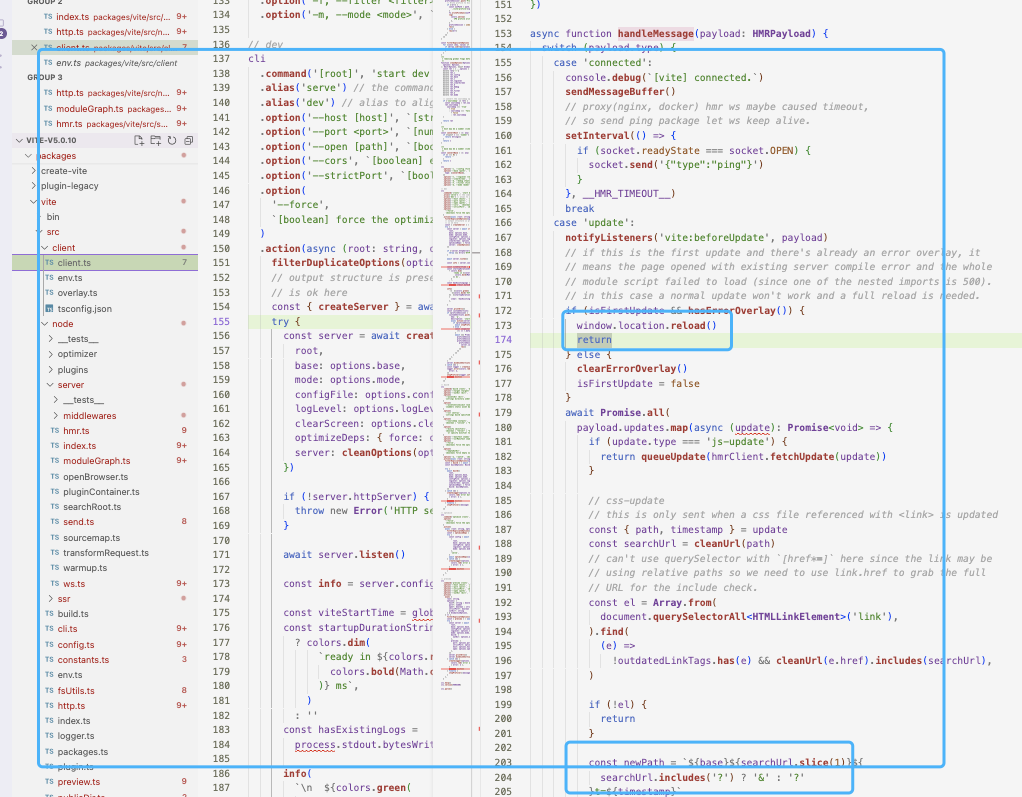 GROUP 2
TS index.ts packages/vite/src/... 9+
TS http.ts packages/vite/src/no... 9+
TS client.ts packages/vite/src/cl... 7
env.ts packages/vite/src/client
GROUP 3
TS http.ts packages/vite/src/no... 9+
TS moduleGraph.ts packages... 9+
TS hmr.ts packages/vite/src/s... 9+
VITE-V5.0.10
packages
create-vite
plugin-legacy
vite
bin
src
client
TS client.ts 7
TS env.ts
TS overlay.ts
tsconfig.json
node
__tests__
optimizer
plugins
server
__tests__
middlewares
TS hmr.ts 9
TS index.ts 9+
TS moduleGraph.ts 9+
TS openBrowser.ts
TS pluginContainer.ts
TS searchRoot.ts
TS send.ts 8
TS sourcemap.ts
TS transformRequest.ts
TS warmup.ts
TS ws.ts 9+
ssr
TS build.ts
TS cli.ts 9+
TS config.ts 9+
TS constants.ts 3
TS env.ts
TS fsUtils.ts 8
TS http.ts 9+
TS index.ts
TS logger.ts
TS packages.ts
TS plugin.ts
TS preview.ts 9+
TS publicDir.ts 9+
133 .option('-f, --filter <filter>
134 .option('-m, --mode <mode>', `
135
136 // dev
137 cli
138 .command('[root]', 'start dev
139 .alias('serve') // the command
140 .alias('dev') // alias to alig
141 .option('--host [host]', `[str
142 .option('--port <port>', `[num
143 .option('--open [path]', `[boo
144 .option('--cors', `[boolean] e
145 .option('--strictPort', `[bool
146 .option(
147 '--force',
148 `[boolean] force the optimiz
149 )
150 .action(async (root: string, o
151 filterDuplicateOptions(optio
152 // output structure is prese
153 // is ok here
154 const { createServer } = awa
155 try {
156 const server = await creat
157 root,
158 base: options.base,
159 mode: options.mode,
160 configFile: options.conf
161 logLevel: options.logLev
162 clearScreen: options.cle
163 optimizeDeps: { force: o
164 server: cleanOptions(opt
165 })
166
167 if (!server.httpServer) {
168 throw new Error('HTTP se
169 }
170
171 await server.listen()
172
173 const info = server.config
174
175 const viteStartTime = glob
176 const startupDurationStrin
177 ? colors.dim(
178 `ready in ${colors.r
179 colors.bold(Math.c
180 )} ms`,
181 )
182 : ''
183 const hasExistingLogs =
184 process.stdout.bytesWrit
185
186 info(
187 `\n ${colors.green(
151 })
152
153 async function handleMessage(payload: HMRPayload) {
154 switch (payload.type) {
155 case 'connected':
156 console.debug(`[vite] connected.`)
157 sendMessageBuffer()
158 // proxy(nginx, docker) hmr ws maybe caused timeout,
159 // so send ping package let ws keep alive.
160 setInterval(() => {
161 if (socket.readyState === socket.OPEN) {
162 socket.send('{"type":"ping"}')
163 }
164 }, __HMR_TIMEOUT__)
165 break
166 case 'update':
167 notifyListeners('vite:beforeUpdate', payload)
168 // if this is the first update and there's already an error overlay, it
169 // means the page opened with existing server compile error and the whole
170 // module script failed to load (since one of the nested imports is 500).
171 // in this case a normal update won't work and a full reload is needed.
172 if (isFirstUpdate && hasErrorOverlay()) {
173 window.location.reload()
174 return
175 } else {
176 clearErrorOverlay()
177 isFirstUpdate = false
178 }
179 await Promise.all(
180 payload.updates.map(async (update): Promise<void> => {
181 if (update.type === 'js-update') {
182 return queueUpdate(hmrClient.fetchUpdate(update))
183 }
184
185 // css-update
186 // this is only sent when a css file referenced with <link> is updated
187 const { path, timestamp } = update
188 const searchUrl = cleanUrl(path)
189 // can't use querySelector with `[href*=]` here since the link may be
190 // using relative paths so we need to use link.href to grab the full
191 // URL for the include check.
192 const el = Array.from(
193 document.querySelectorAll<HTMLLinkElement>('link'),
194 ).find(
195 (e) =>
196 !outdatedLinkTags.has(e) && cleanUrl(e.href).includes(searchUrl),
197 )
198
199 if (!el) {
200 return
201 }
202
203 const newPath = `${base}${searchUrl.slice(1)}${
204 searchUrl.includes('?') ? '&' : '?'
205 }t=${timestamp}`